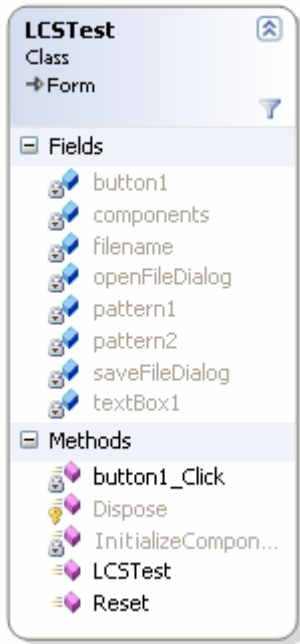 LCSTest
Class
Form
Fields
button1
components
filename
openFileDialog
pattern1
pattern2
saveFileDialog
textBox1
Methods
button1_Click
Dispose
InitializeCompon...
LCSTest
Reset